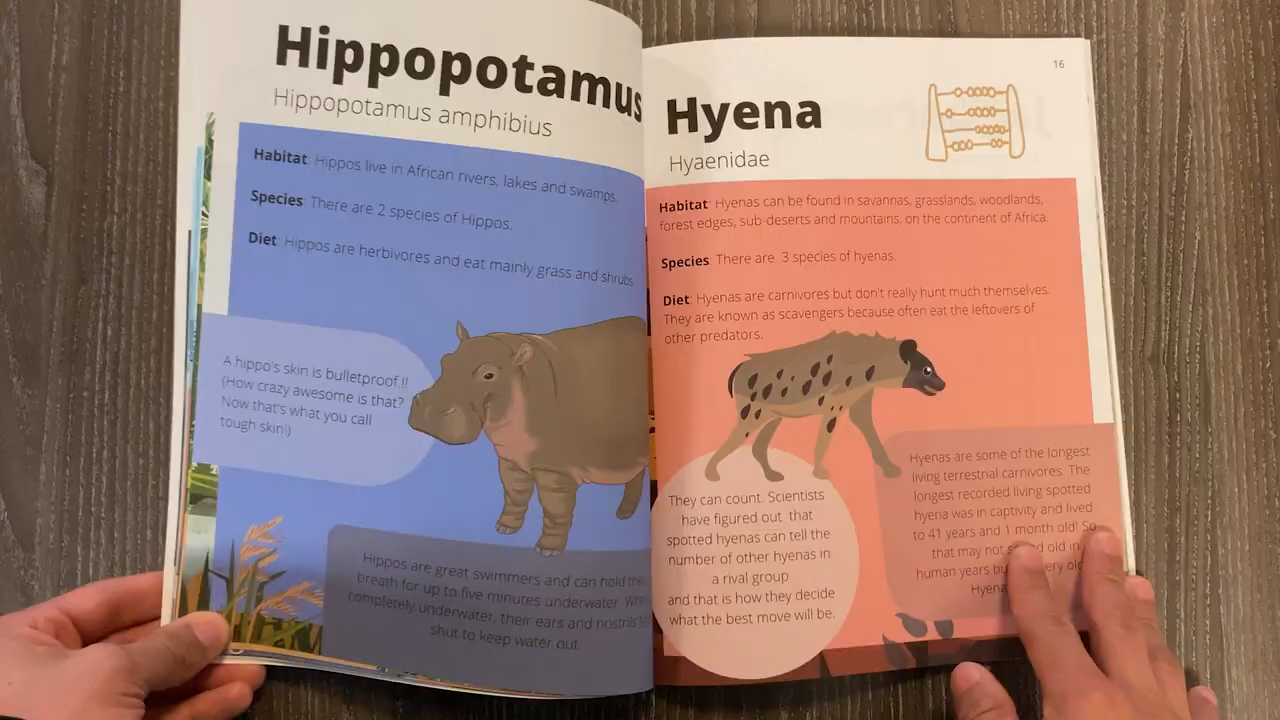 Hippopotamus
Hippopotamus amphibius
Habitat: Hippos live in African rivers, lakes and swamps.
Species: There are 2 species of Hippos.
Diet: Hippos are herbivores and eat mainly grass and shrubs
A hippo's skin is bulletproof.!!
(How crazy awesome is that?
Now that's what you call
tough skin!)
Hippos are great swimmers and can hold
breath for up to five minutes underwater.
completely underwater, their ears and nostrils
shut to keep water out.
16
Hyena
Hyaenidae
Habitat: Hyenas can be found in savannas, grasslands, woodlands,
forest edges, sub-deserts and mountains, on the continent of Africa.
Species: There are 3 species of hyenas.
Diet: Hyenas are carnivores but don't really hunt much themselves.
They are known as scavengers because often eat the leftovers of
other predators.
They can count. Scientists
have figured out that
spotted hyenas can tell the
number of other hyenas in
a rival group
and that is how they decide
what the best move will be.
Hyenas are some of the longest
living terrestrial carnivores. The
longest recorded living spotted
hyena was in captivity and lived
to 41 years and 1 month old! So
that may not old in
human years old
Hyena